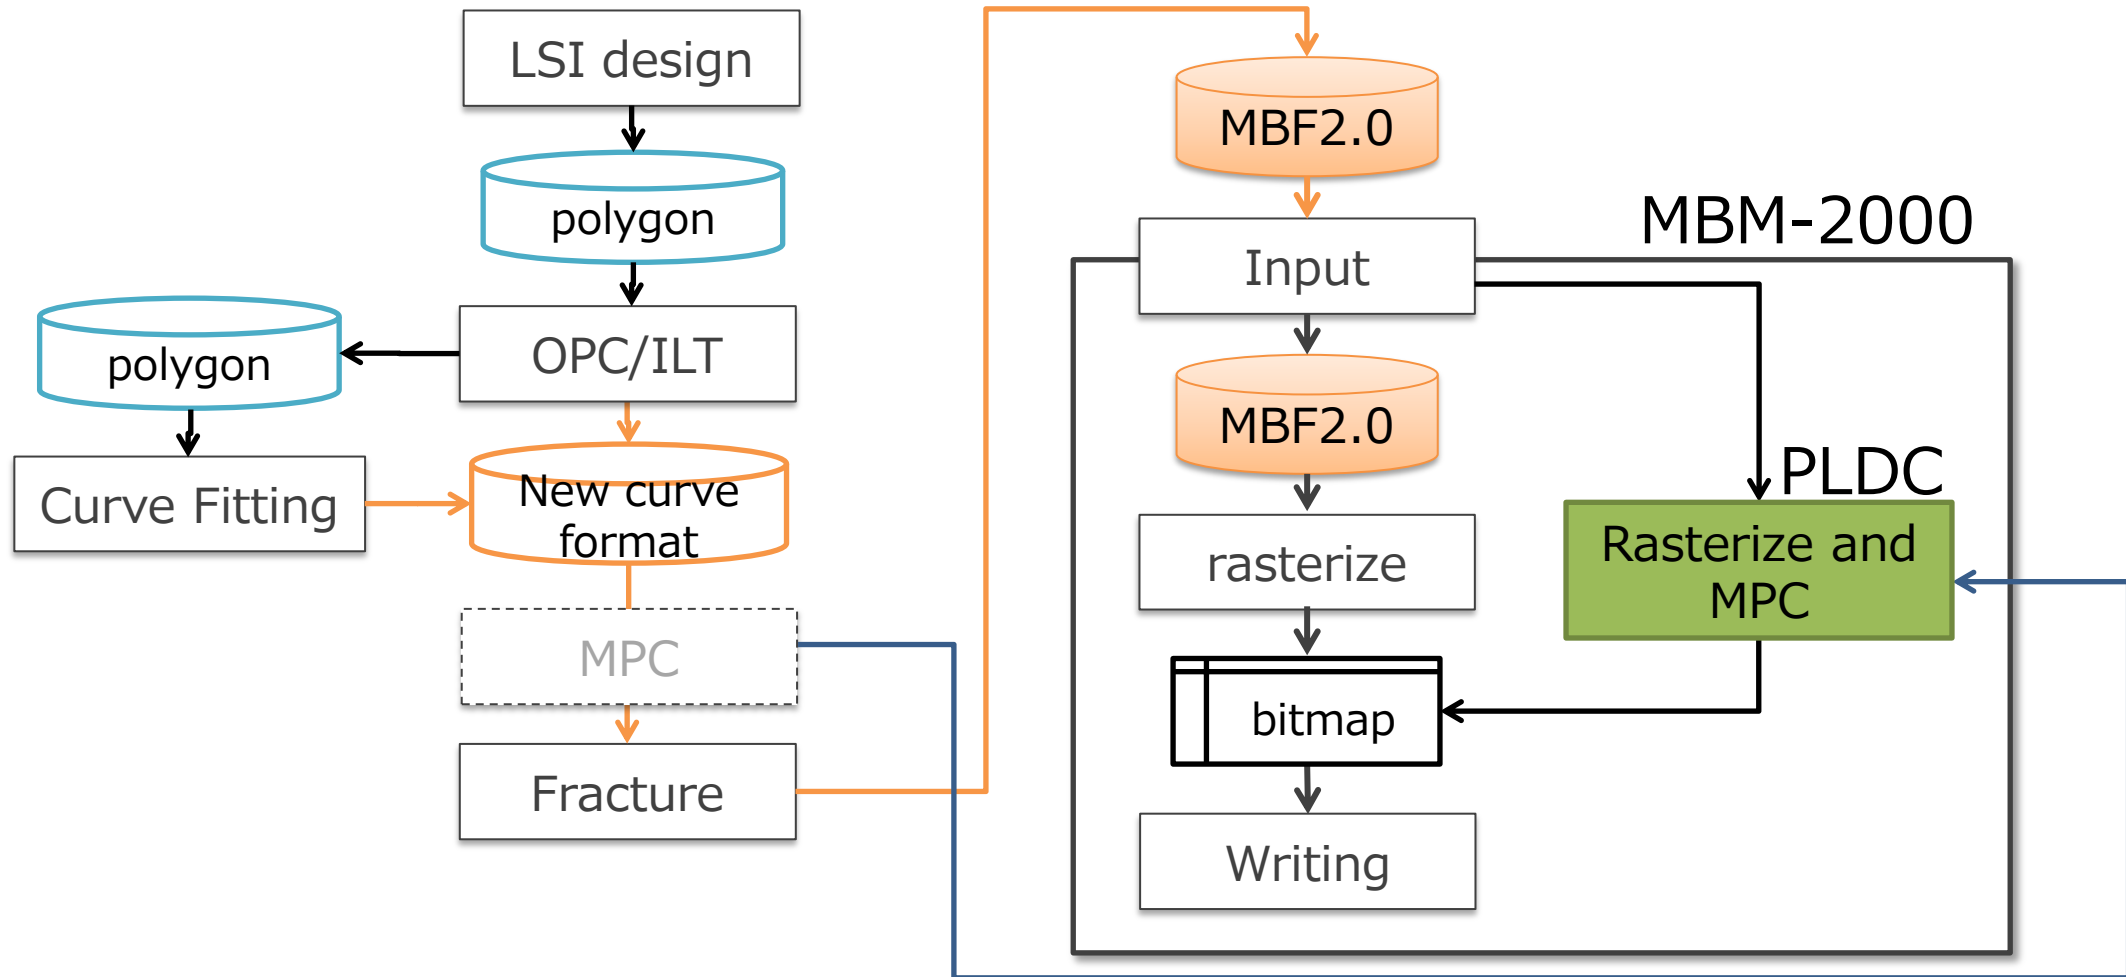 LSI design
polygon
OPC/ILT
polygon
Curve Fitting
New curve
format
MPC
Fracture
MBF2.0
MBM-2000
Input
MBF2.0
PLDC
rasterize
Rasterize and
MPC
bitmap
Writing